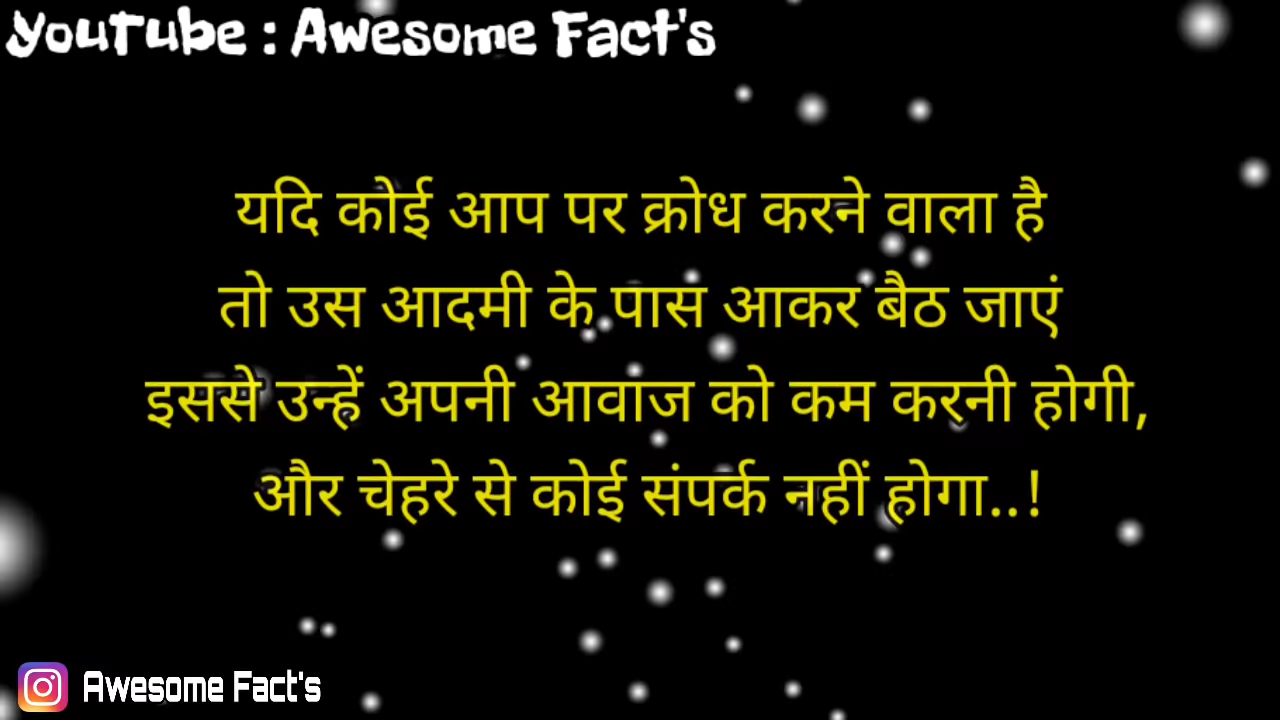 YouTube : Awesome Fact's
यदि कोई आप पर क्रोध करने वाला है
तो उस आदमी के पास आकर बैठ जाएं
इससे उन्हें अपनी आवाज को कम करनी होगी,
और चेहरे से कोई संपर्क नहीं होगा..!
Awesome Fact's